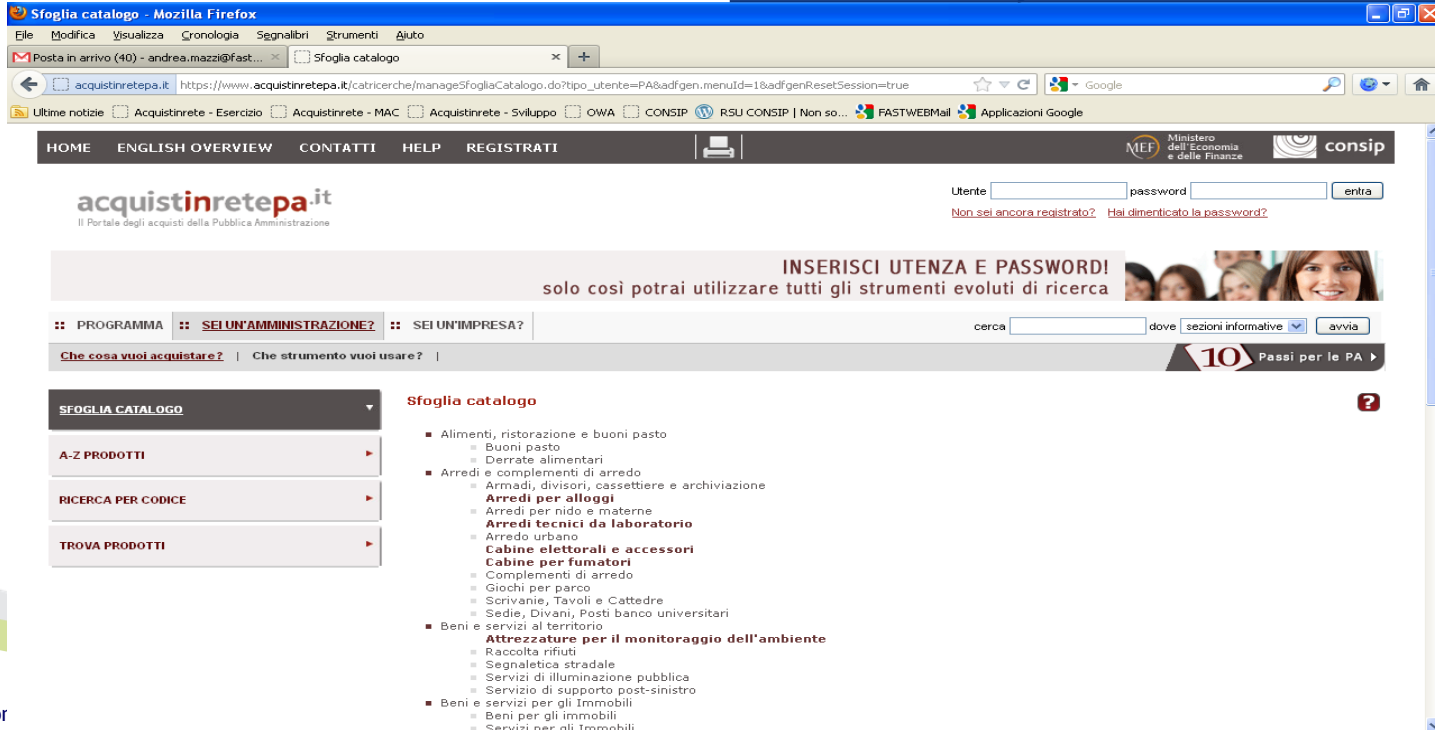 Sfoglia catalogo - Mozilla Firefox
File Modifica Visualizza Cronologia Segnalibri Strumenti Aiuto
Posta in arrivo (40) - andrea.mazzi@fast... Sfoglia catalogo
acquistinretepa.it https://www.acquistinretepa.it/catricerche/manageSfogliaCatalogo.do?tipo_utente=PA&adfgen.menuId=1&adfgenResetSession=true Google
Ultime notizie Acquistinrete - Esercizio Acquistinrete - MAC Acquistinrete - Sviluppo OWA CONSIP RSU CONSIP | Non so... FASTWEBMail Applicazioni Google
HOME ENGLISH OVERVIEW CONTATTI HELP REGISTRATI MEF Ministero dell'Economia e delle Finanze consip
acquistinretepa.it
Il Portale degli acquisti della Pubblica Amministrazione
Utente password entra
Non sei ancora registrato? Hai dimenticato la password?
INSERISCI UTENZA E PASSWORD!
solo così potrai utilizzare tutti gli strumenti evoluti di ricerca
:: PROGRAMMA :: SEI UN'AMMINISTRAZIONE? :: SEI UN'IMPRESA? cerca dove sezioni informative avvia
Che cosa vuoi acquistare? | Che strumento vuoi usare? | 10 Passi per le PA
SFOGLIA CATALOGO
A-Z PRODOTTI
RICERCA PER CODICE
TROVA PRODOTTI
Sfoglia catalogo ?
Alimenti, ristorazione e buoni pasto
Buoni pasto
Derrate alimentari
Arredi e complementi di arredo
Armadi, divisori, cassettiere e archiviazione
Arredi per alloggi
Arredi per nido e materne
Arredi tecnici da laboratorio
Arredo urbano
Cabine elettorali e accessori
Cabine per fumatori
Complementi di arredo
Giochi per parco
Scrivanie, Tavoli e Cattedre
Sedie, Divani, Posti banco universitari
Beni e servizi al territorio
Attrezzature per il monitoraggio dell'ambiente
Raccolta rifiuti
Segnaletica stradale
Servizi di illuminazione pubblica
Servizio di supporto post-sinistro
Beni e servizi per gli Immobili
Beni per gli immobili
Servizi per gli Immobili